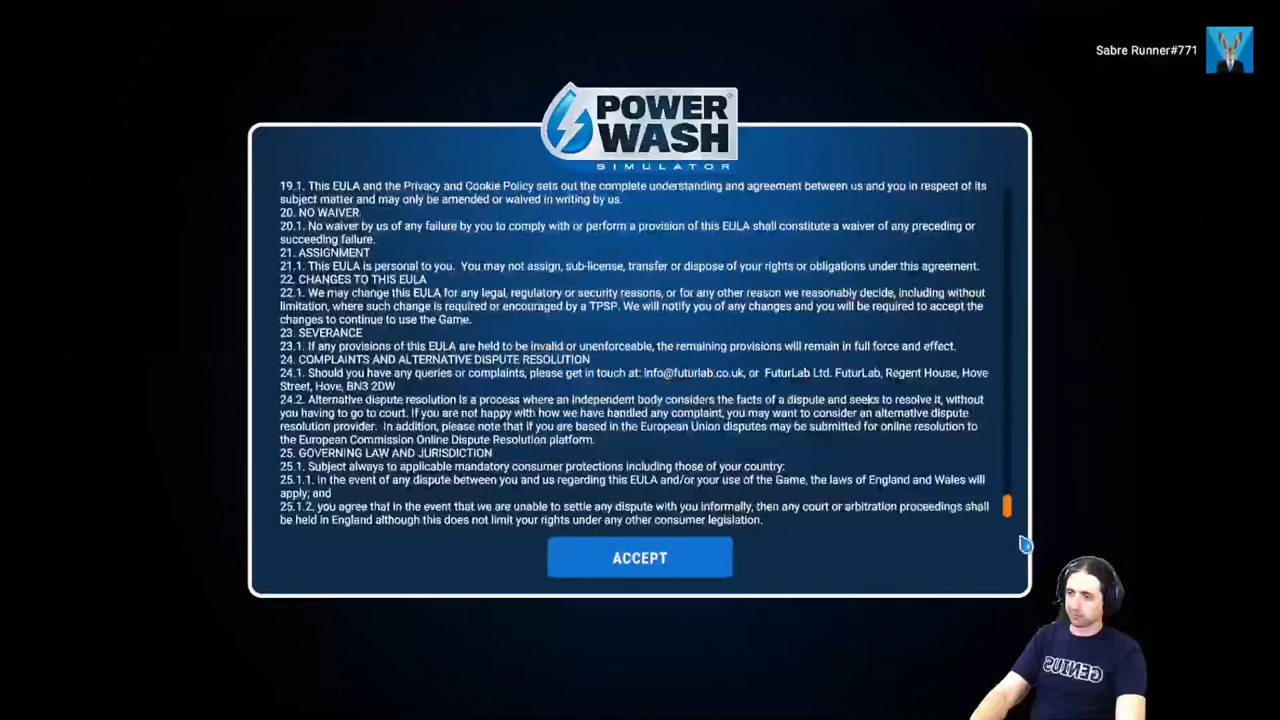 Sabre Runner#771
POWER
WASH
SIMULATOR
19.1. This EULA and the Privacy and Cookie Policy sets out the complete understanding and agreement between us and you in respect of its
subject matter and may only be amended or waived in writing by us.
20. NO WAIVER
20.1. No waiver by us of any failure by you to comply with or perform a provision of this EULA shall constitute a waiver of any preceding or
succeeding failure.
21. ASSIGNMENT
21.1. This EULA is personal to you. You may not assign, sub-license, transfer or dispose of your rights or obligations under this agreement.
22. CHANGES TO THIS EULA
22.1. We may change this EULA for any legal, regulatory or security reasons, or for any other reason we reasonably decide, including without
limitation, where such change is required or encouraged by a TPSP. We will notify you of any changes and you will be required to accept the
changes to continue to use the Game.
23. SEVERANCE
23.1. If any provisions of this EULA are held to be invalid or unenforceable, the remaining provisions will remain in full force and effect.
24. COMPLAINTS AND ALTERNATIVE DISPUTE RESOLUTION
24.1. Should you have any queries or complaints, please get in touch at: info@futurlab.co.uk, or FuturLab Ltd. FuturLab, Regent House, Hove
Street, Hove, BN3 2DW
24.2. Alternative dispute resolution is a process where an independent body considers the facts of a dispute and seeks to resolve it, without
you having to go to court. If you are not happy with how we have handled any complaint, you may want to consider an alternative dispute
resolution provider. In addition, please note that if you are based in the European Union disputes may be submitted for online resolution to
the European Commission Online Dispute Resolution platform.
25. GOVERNING LAW AND JURISDICTION
25.1. Subject always to applicable mandatory consumer protections including those of your country:
25.1.1. in the event of any dispute between you and us regarding this EULA and/or your use of the Game, the laws of England and Wales will
apply; and
25.1.2. you agree that in the event that we are unable to settle any dispute with you informally, then any court or arbitration proceedings shall
be held in England although this does not limit your rights under any other consumer legislation.
ACCEPT
GENIUS